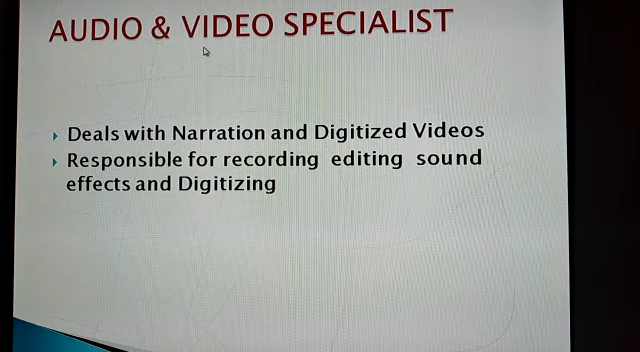 AUDIO & VIDEO SPECIALIST
Deals with Narration and Digitized Videos
Responsible for recording editing sound
effects and Digitizing